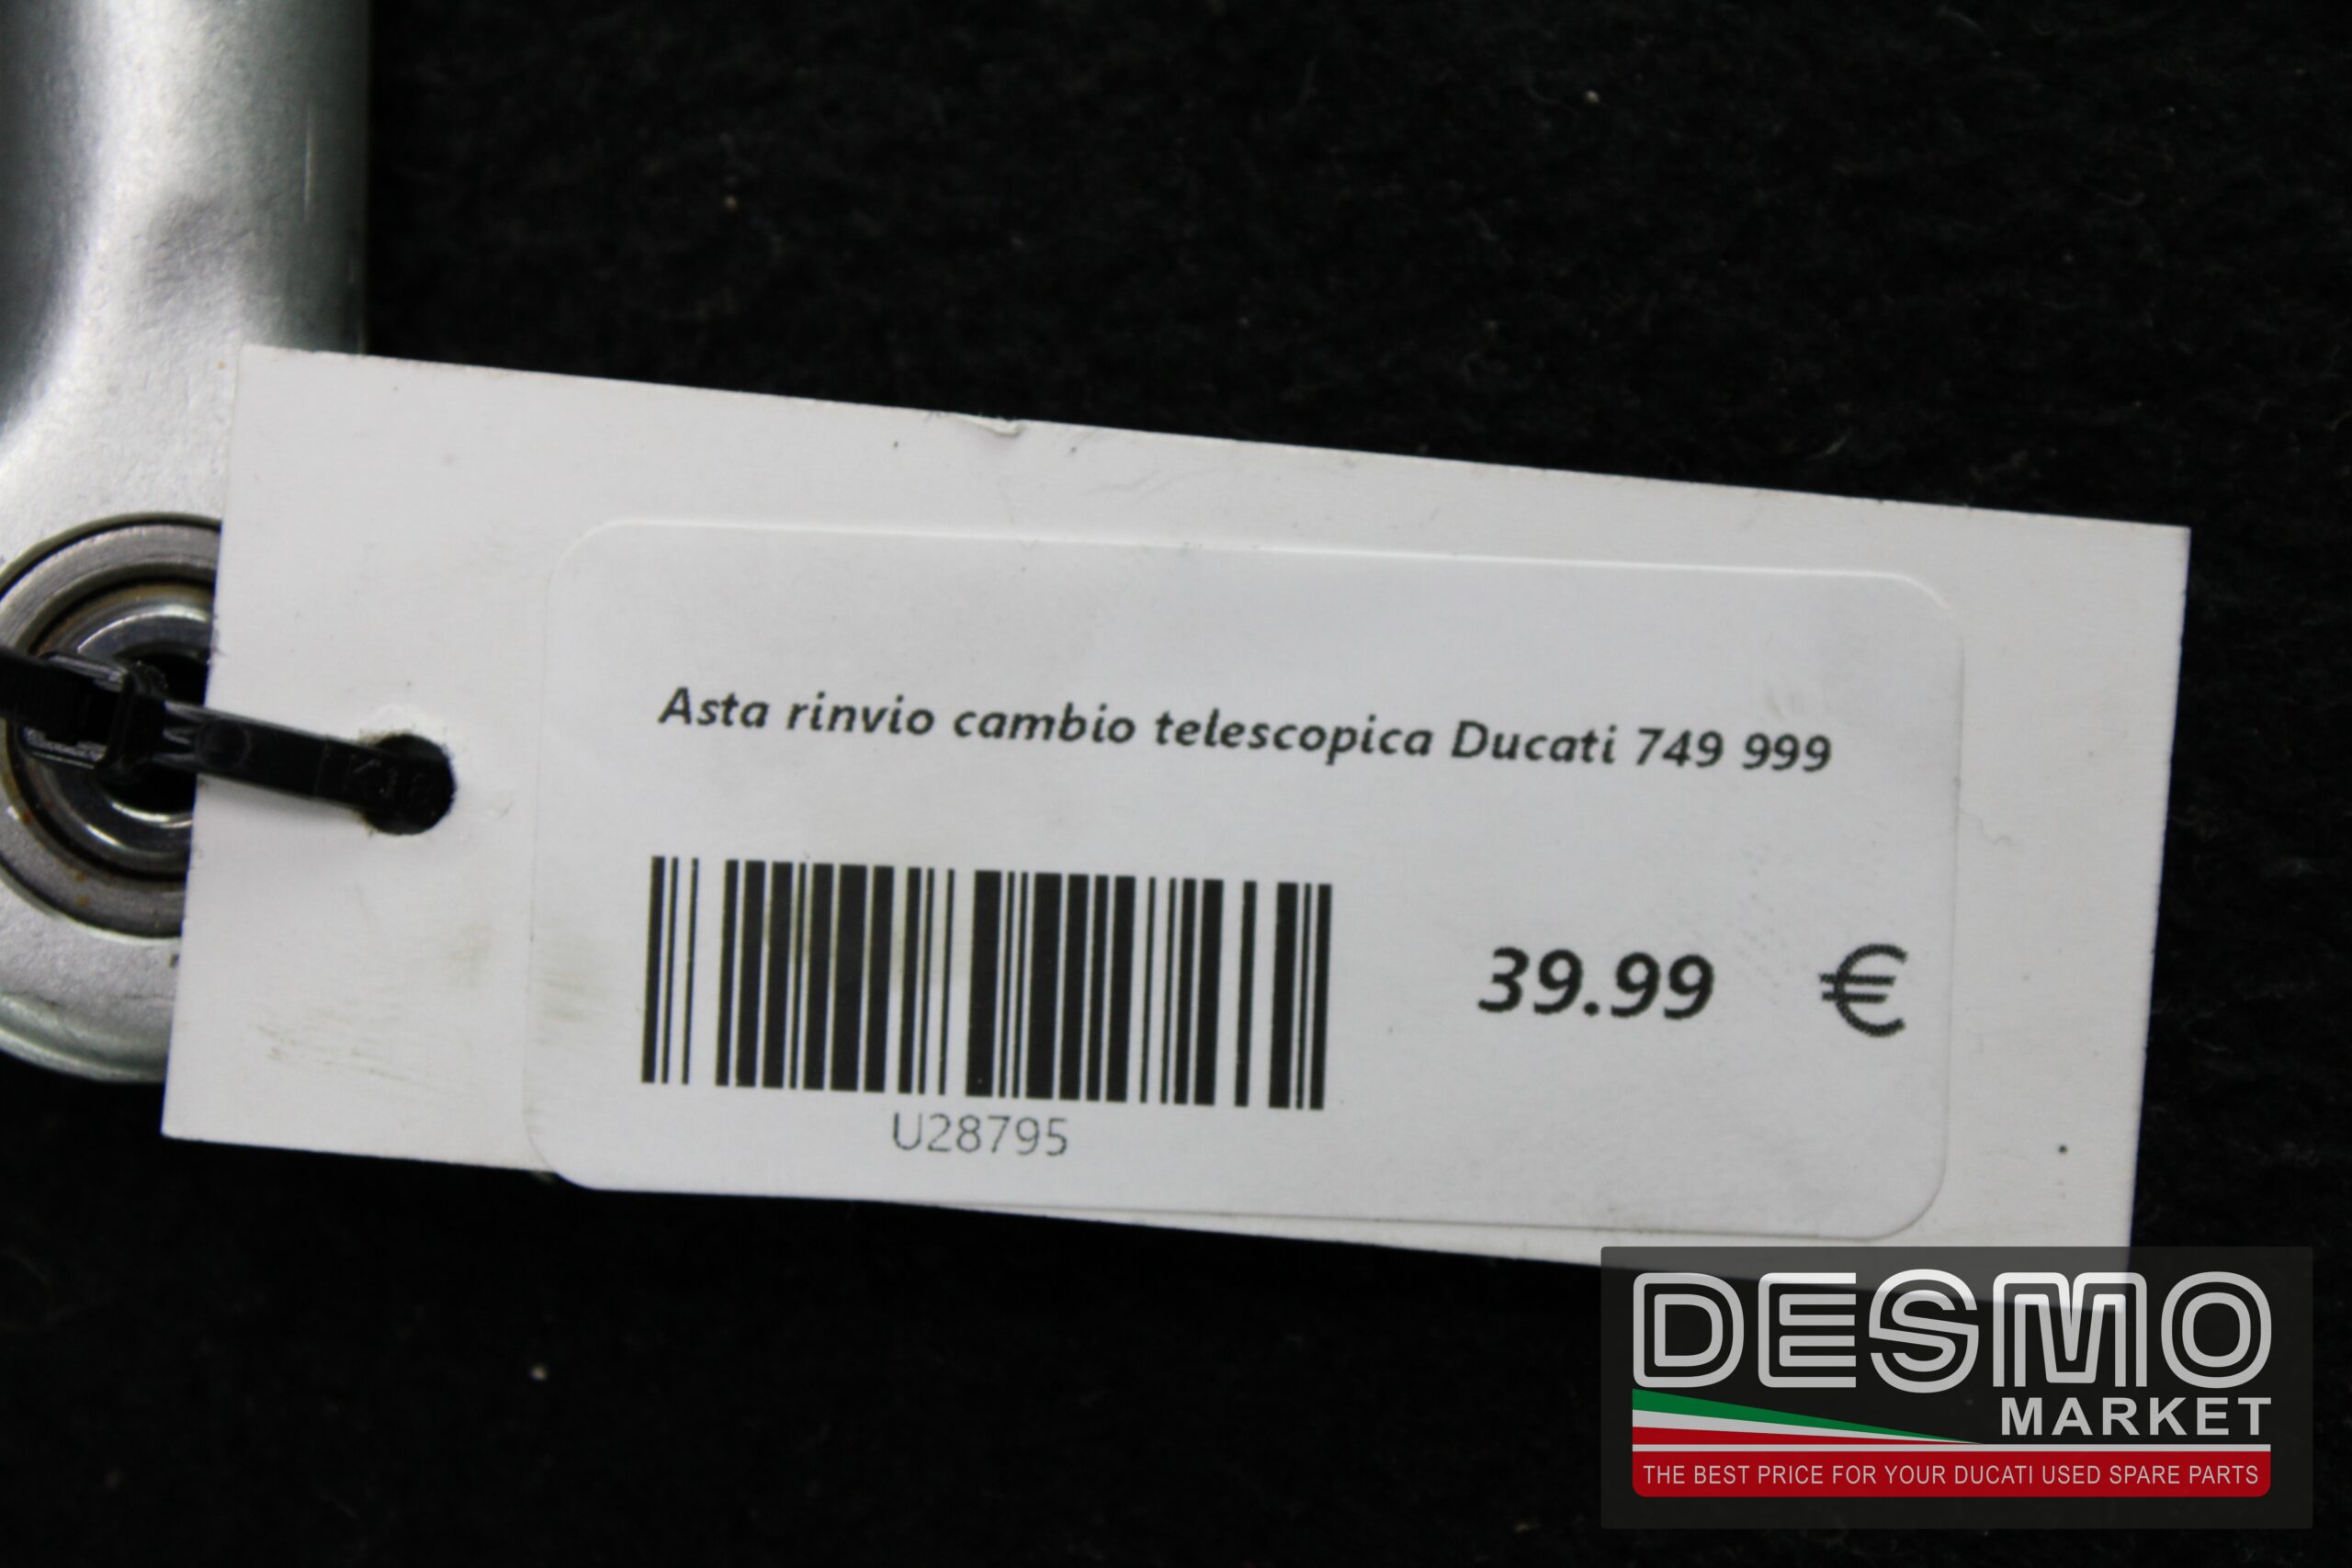 Asta rinvio cambio telescopica Ducati 749 999
39.99 €
U28795
DESMO
MARKET
THE BEST PRICE FOR YOUR DUCATI USED SPARE PARTS